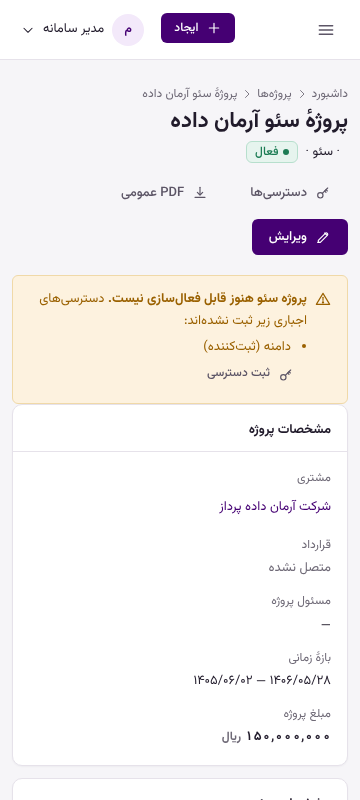 ایجاد
م
مدیر سامانه
داشبورد > پروژه‌ها > پروژهٔ سئو آرمان داده
پروژهٔ سئو آرمان داده
· سئو · فعال
دسترسی‌ها
PDF عمومی
ویرایش
پروژه سئو هنوز قابل فعال‌سازی نیست. دسترسی‌های
اجباری زیر ثبت نشده‌اند:
• دامنه (ثبت‌کننده)
ثبت دسترسی
مشخصات پروژه
مشتری
شرکت آرمان داده پرداز
قرارداد
متصل نشده
مسئول پروژه
—
بازهٔ زمانی
۱۴۰۶/۰۵/۲۸ — ۱۴۰۵/۰۶/۰۲
مبلغ پروژه
۱۵۰,۰۰۰,۰۰۰ ریال